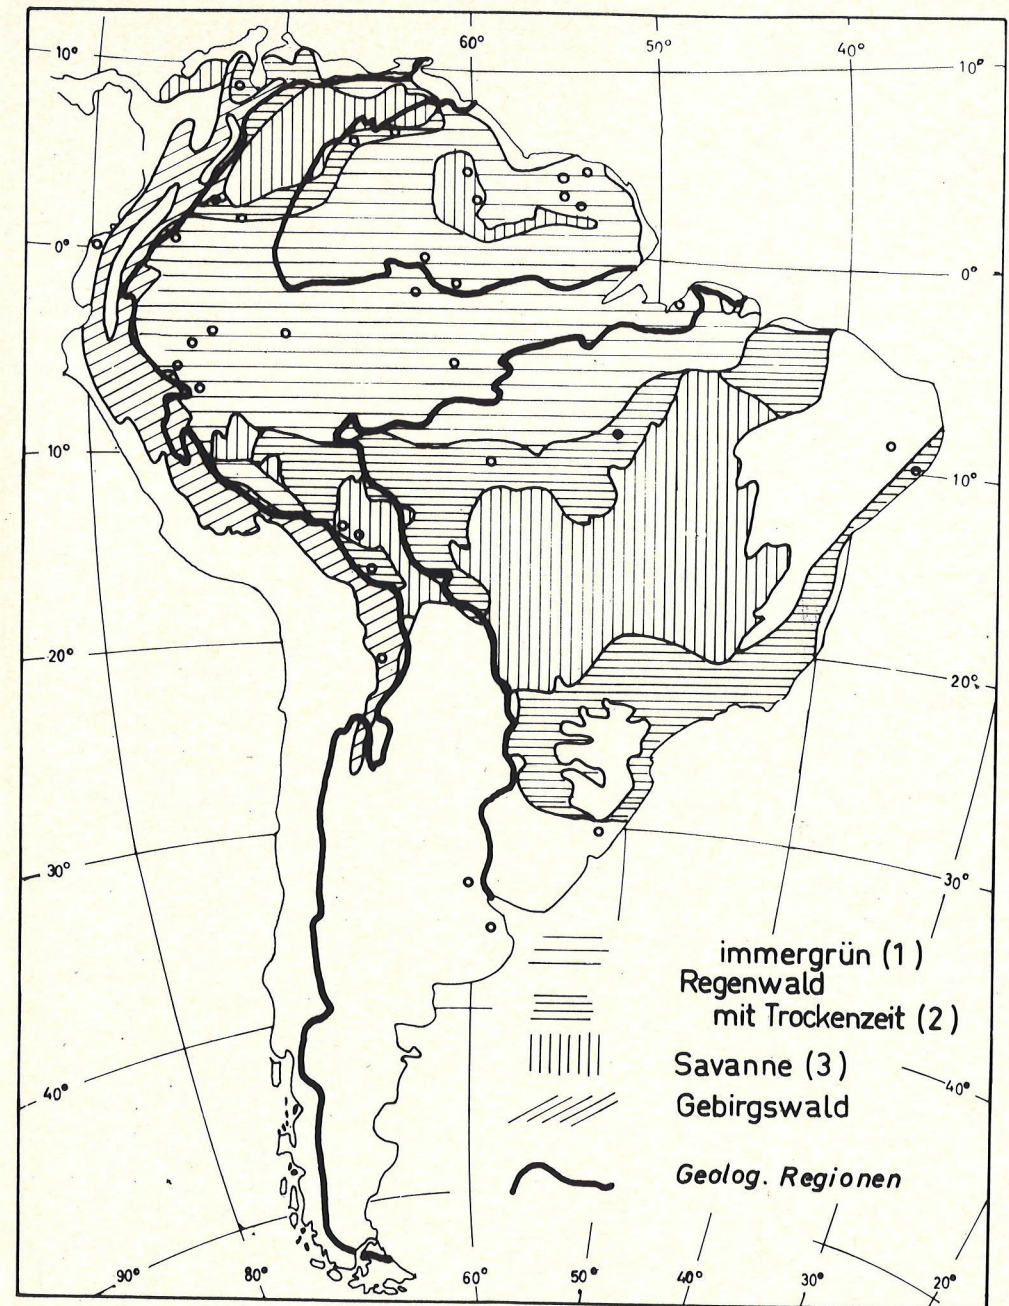 60° 50° 40°
10° 10°
0° 0°
10° 10°
20° 20°
30° 30°
immergrün (1)
Regenwald
mit Trockenzeit (2)
Savanne (3)
40° 40°
Gebirgswald
Geolog. Regionen
90° 80° 60° 50° 40° 30° 20°